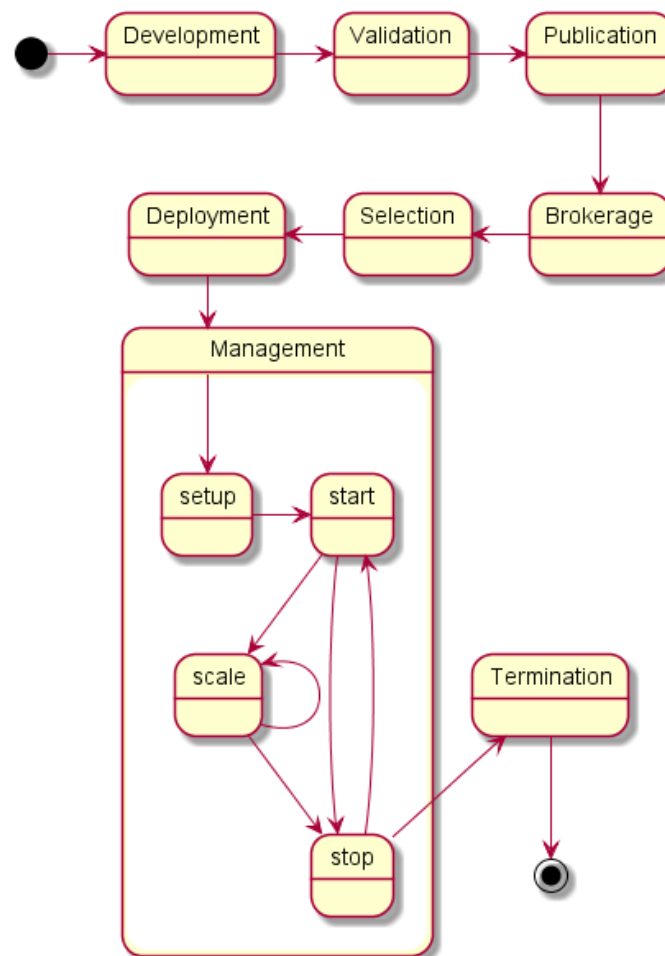 Development
Validation
Publication
Deployment
Selection
Brokerage
Management
setup
start
scale
Termination
stop